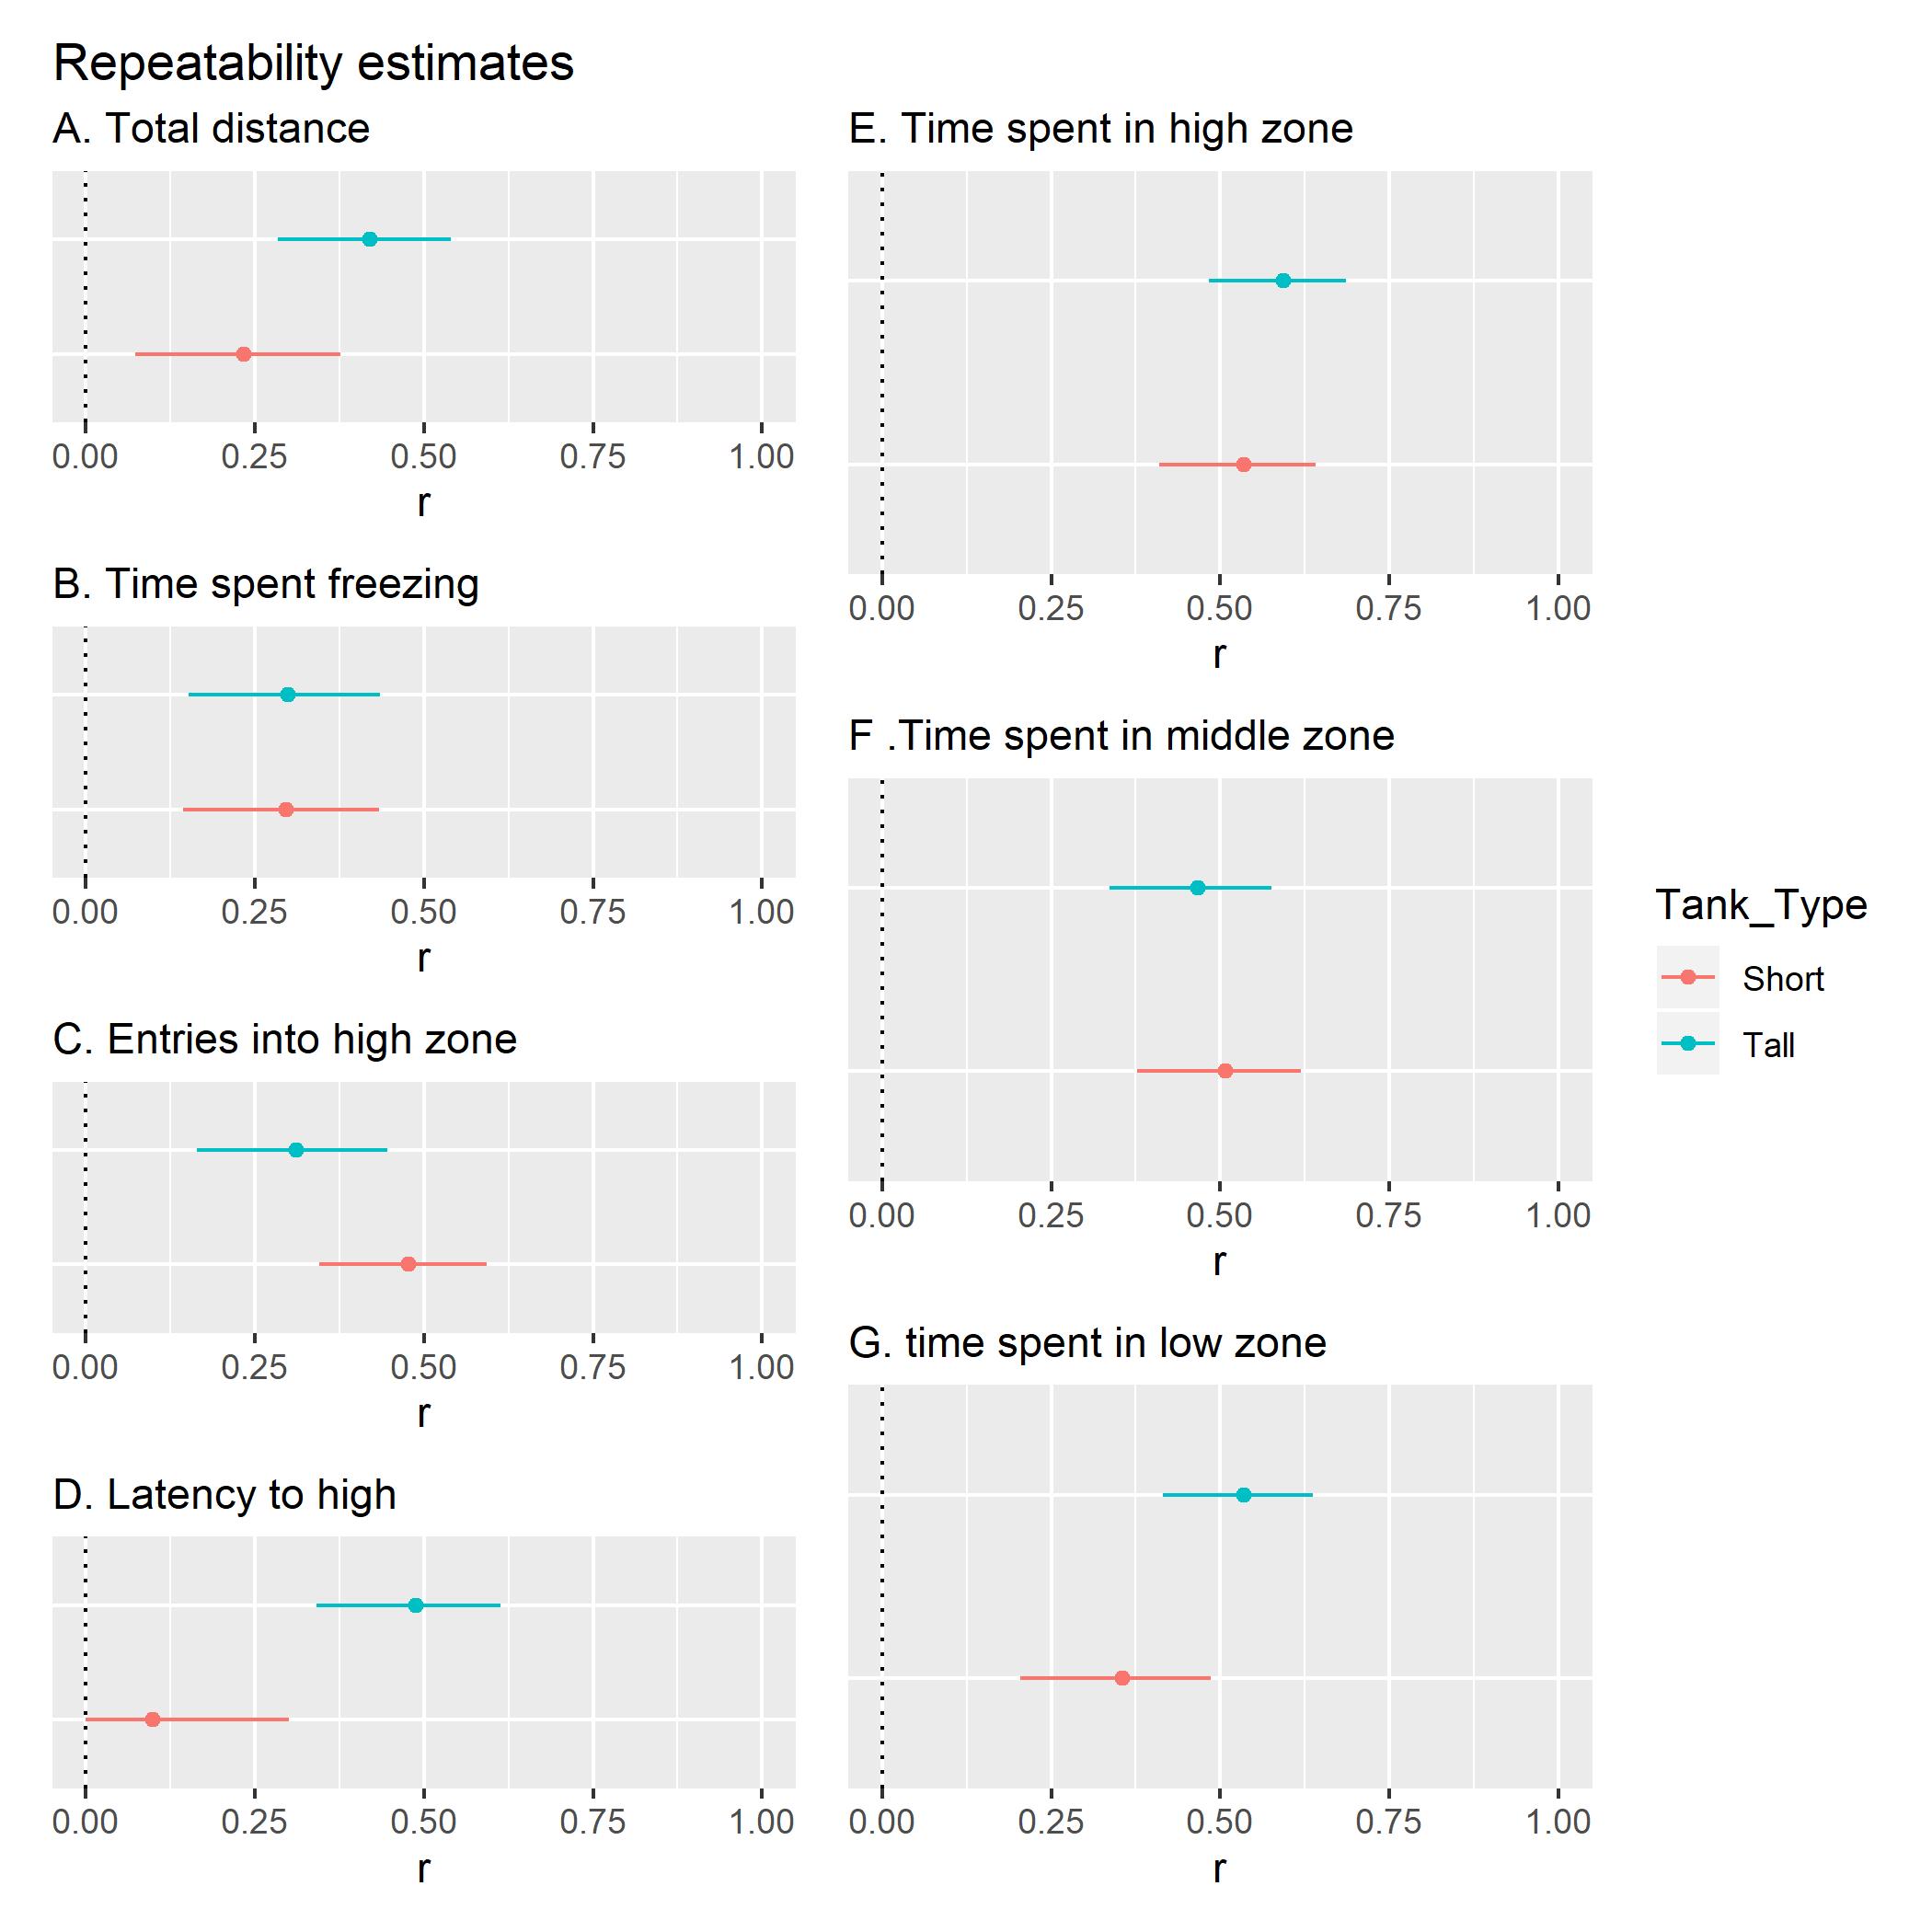 Repeatability estimates
A. Total distance
0.00 0.25 0.50 0.75 1.00
r
B. Time spent freezing
0.00 0.25 0.50 0.75 1.00
r
C. Entries into high zone
0.00 0.25 0.50 0.75 1.00
r
D. Latency to high
0.00 0.25 0.50 0.75 1.00
r
E. Time spent in high zone
0.00 0.25 0.50 0.75 1.00
r
F .Time spent in middle zone
0.00 0.25 0.50 0.75 1.00
r
G. time spent in low zone
0.00 0.25 0.50 0.75 1.00
r
Tank_Type
Short
Tall